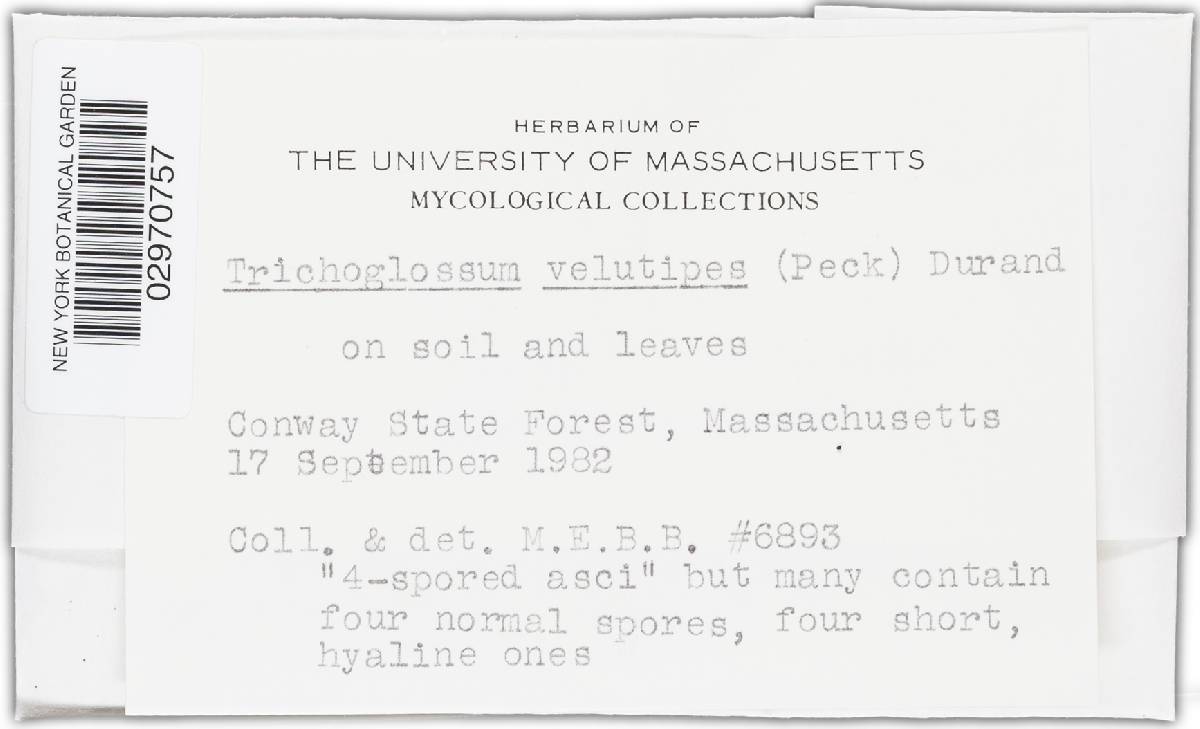 NEW YORK BOTANICAL GARDEN
02970757
HERBARIUM OF
THE UNIVERSITY OF MASSACHUSETTS
MYCOLOGICAL COLLECTIONS
Trichoglossum velutipes (Peck) Durand
on soil and leaves
Conway State Forest, Massachusetts
17 September 1982
Coll. & det. M.E.B.B. #6893
"4-spored asci" but many contain
four normal spores, four short,
hyaline ones